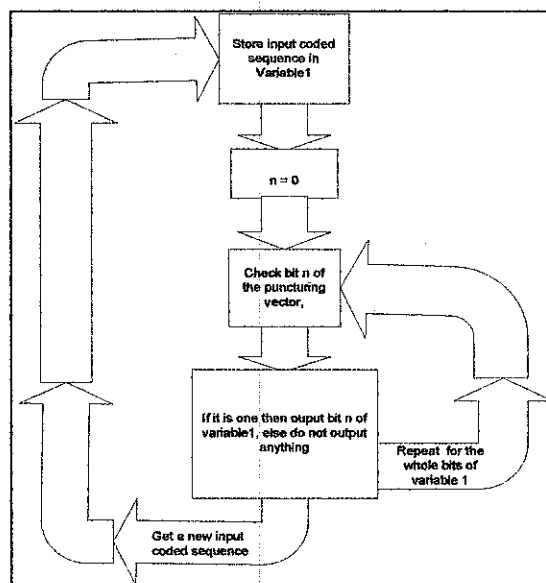 Store input coded
sequence in
Variable1
n = 0
Check bit n of
the puncturing
vector,
If it is one then ouput bit n of
variable1, else do not output
anything
Repeat for the
whole bits of
variable 1
Get a new input
coded sequence